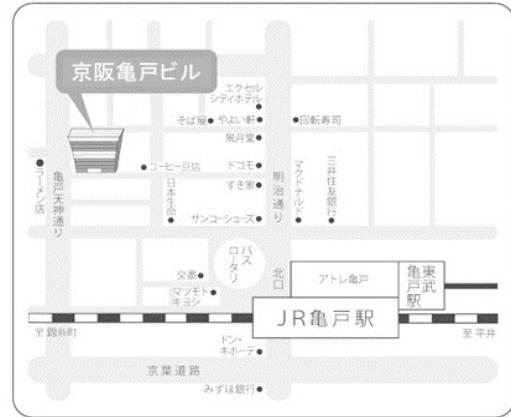 京阪亀戸ビル
エクセル
シティホテル
そば屋
やよい軒
回転寿司
風月堂
コーヒー豆店
ドコモ
ラーメン店
亀戸天神通り
日本生命
すき家
明治通り
マクドナルド
三井住友銀行
サンコーシューズ
バス
ロータリー
交番
マツモト
キヨシ
北口
アトレ亀戸
東武
亀戸駅
JR亀戸駅
至 錦糸町
至 平井
ドン・
キホーテ
京葉道路
みずほ銀行